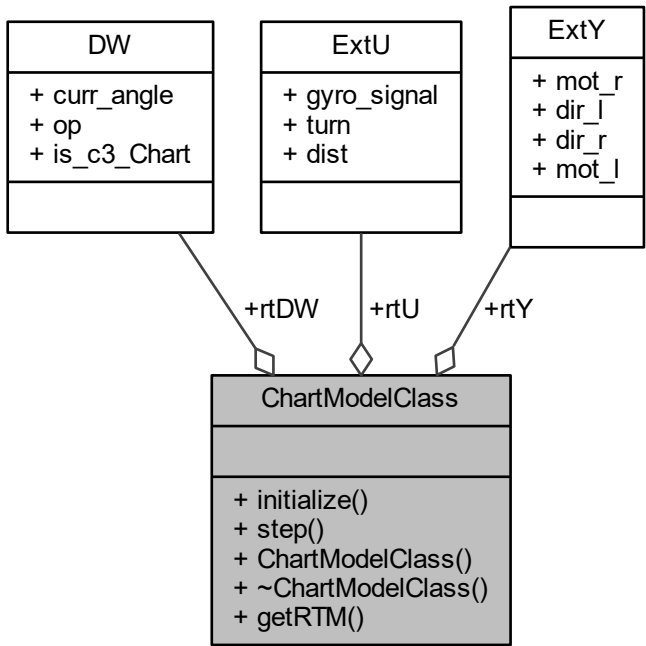 DW
+ curr_angle
+ op
+ is_c3_Chart
ExtU
+ gyro_signal
+ turn
+ dist
ExtY
+ mot_r
+ dir_l
+ dir_r
+ mot_l
+rtDW
+rtU
+rtY
ChartModelClass
+ initialize()
+ step()
+ ChartModelClass()
+ ~ChartModelClass()
+ getRTM()